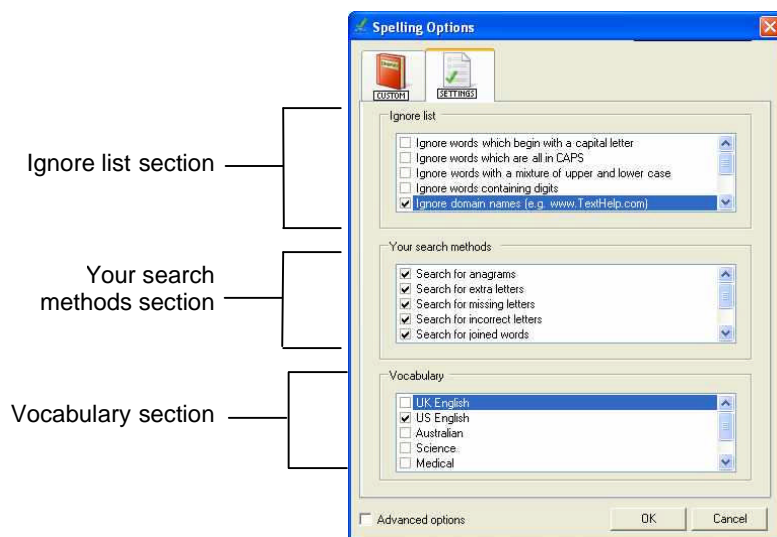 Spelling Options
CUSTOM
SETTINGS
Ignore list section
Ignore list
Ignore words which begin with a capital letter
Ignore words which are all in CAPS
Ignore words with a mixture of upper and lower case
Ignore words containing digits
Ignore domain names (e.g. www.TextHelp.com)
Your search
methods section
Your search methods
Search for anagrams
Search for extra letters
Search for missing letters
Search for incorrect letters
Search for joined words
Vocabulary section
Vocabulary
UK English
US English
Australian
Science
Medical
Advanced options
OK
Cancel